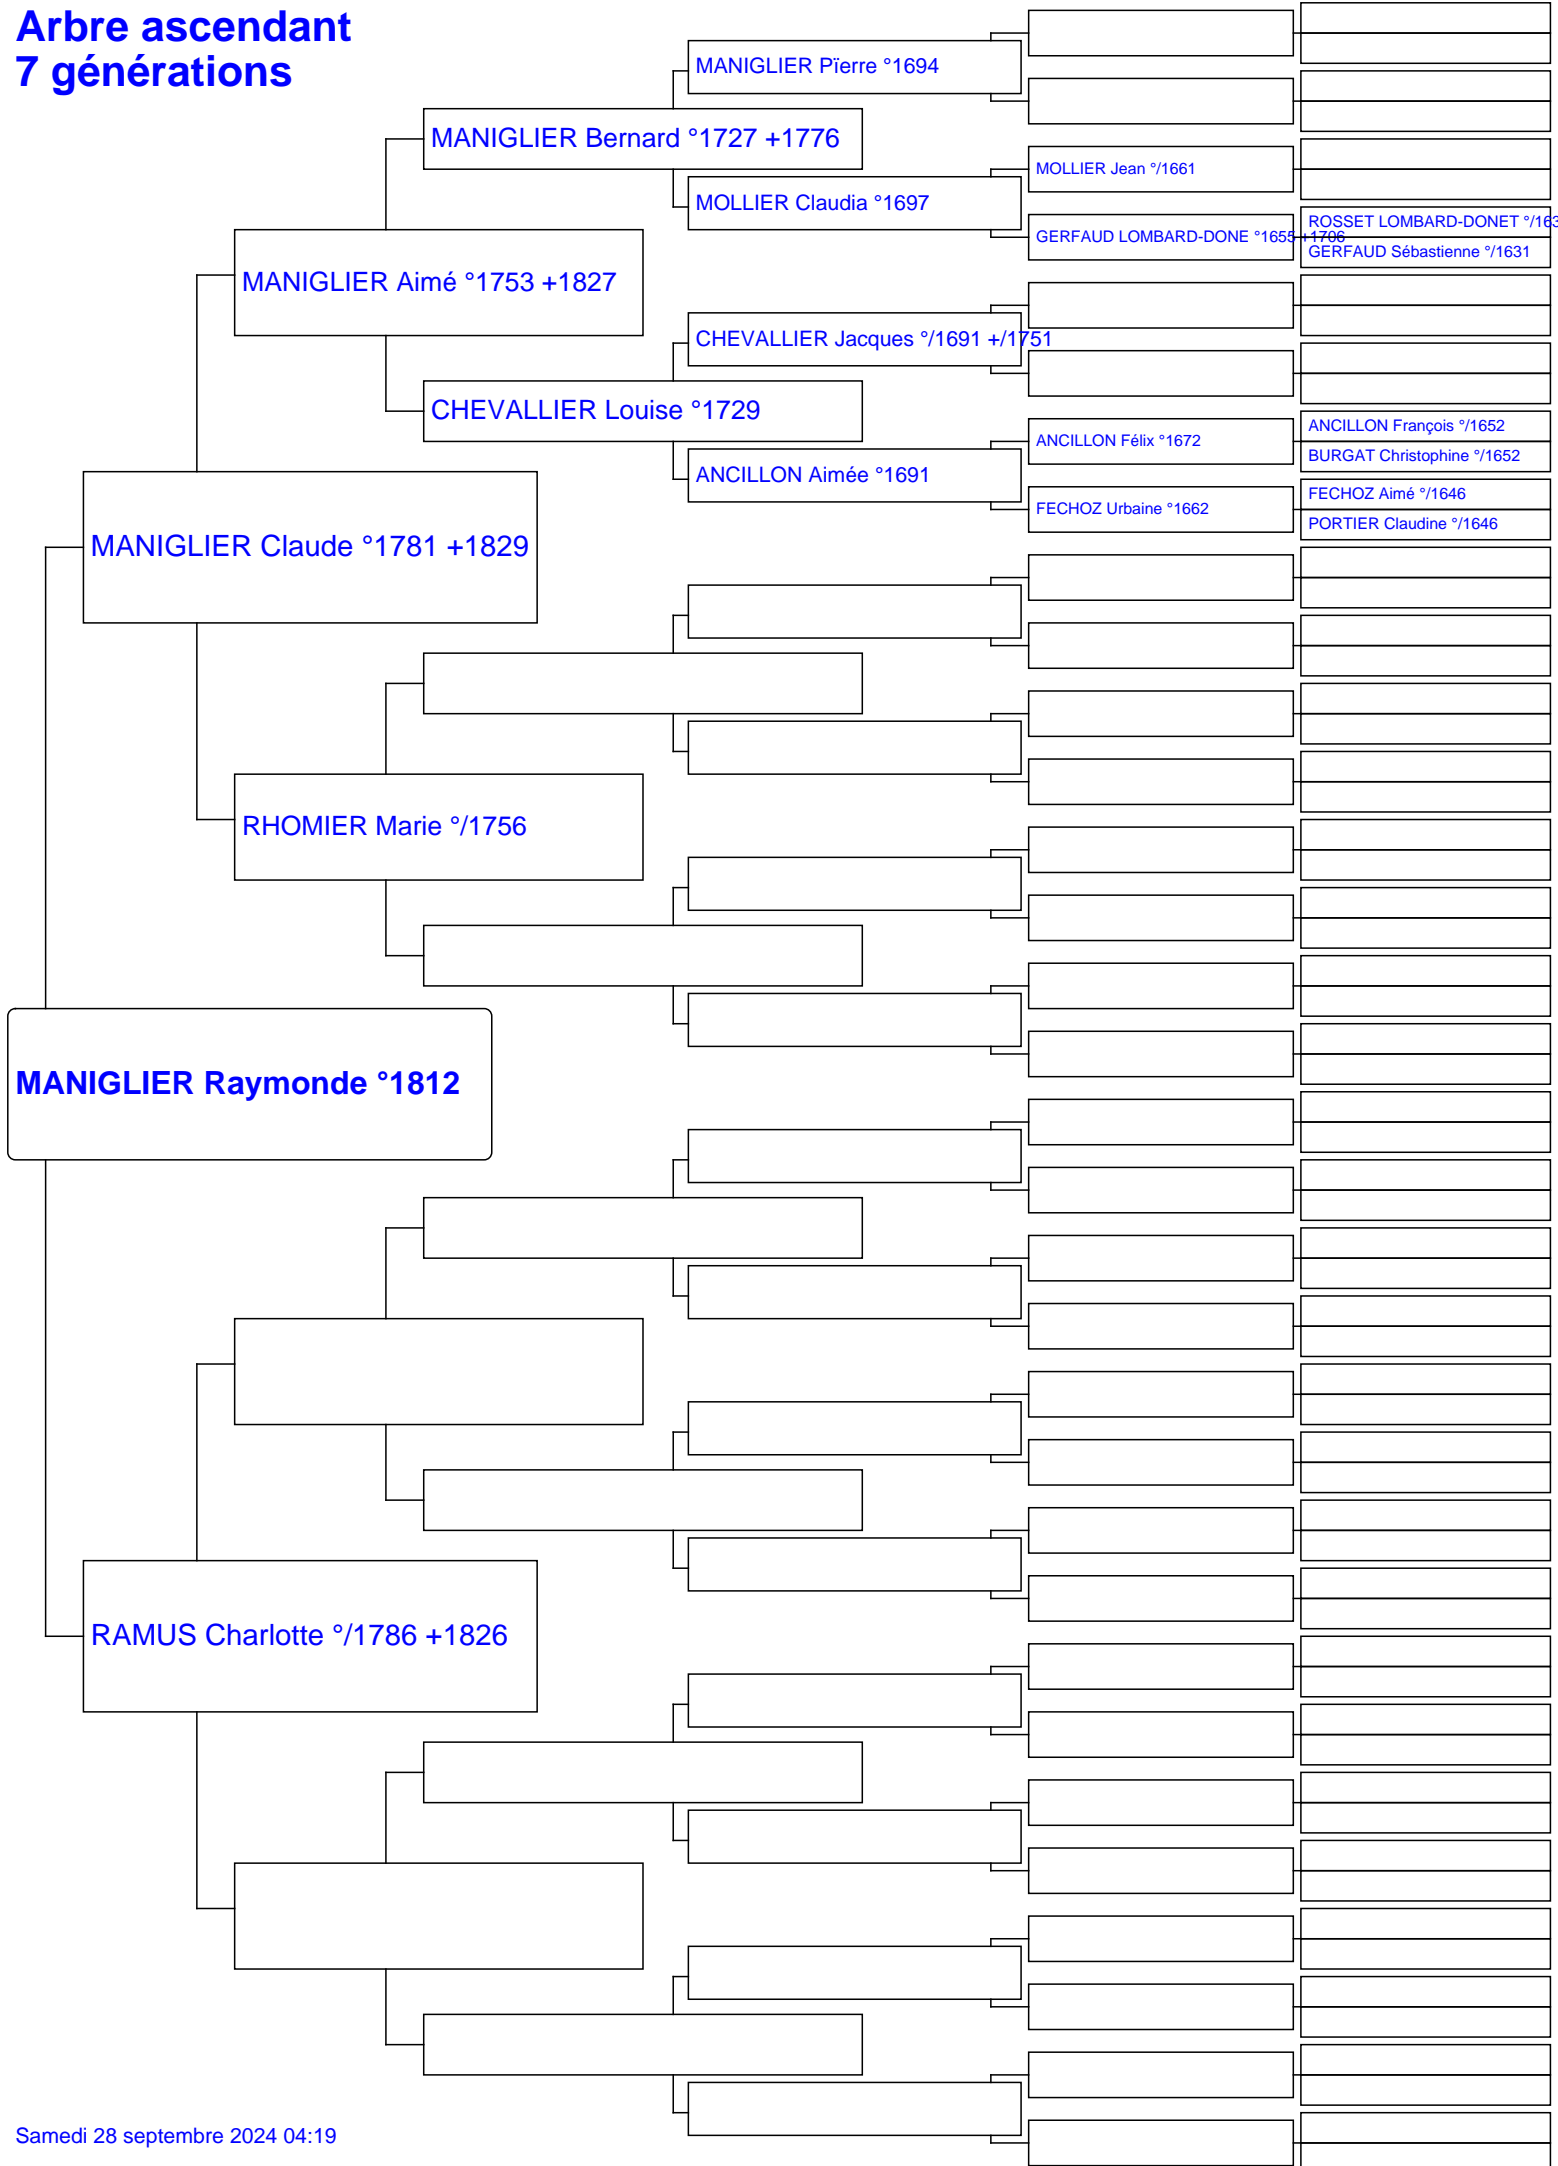 Arbre ascendant
7 générations
MANIGLIER Pïerre °1694
MANIGLIER Bernard °1727 +1776
MOLLIER Jean °/1661
MOLLIER Claudia °1697
ROSSET LOMBARD-DONET °/163
GERFAUD LOMBARD-DONE °1655 +1706
GERFAUD Sébastienne °/1631
MANIGLIER Aimé °1753 +1827
CHEVALLIER Jacques °/1691 +/1751
CHEVALLIER Louise °1729
ANCILLON François °/1652
ANCILLON Félix °1672
BURGAT Christophine °/1652
ANCILLON Aimée °1691
FECHOZ Aimé °/1646
FECHOZ Urbaine °1662
PORTIER Claudine °/1646
MANIGLIER Claude °1781 +1829
RHOMIER Marie °/1756
MANIGLIER Raymonde °1812
RAMUS Charlotte °/1786 +1826
Samedi 28 septembre 2024 04:19